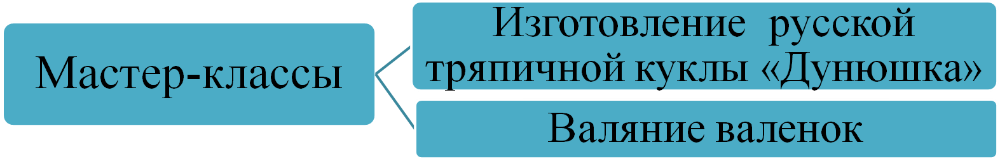 Мастер-классы
Изготовление русской
тряпичной куклы «Дунюшка»
Валяние валенок